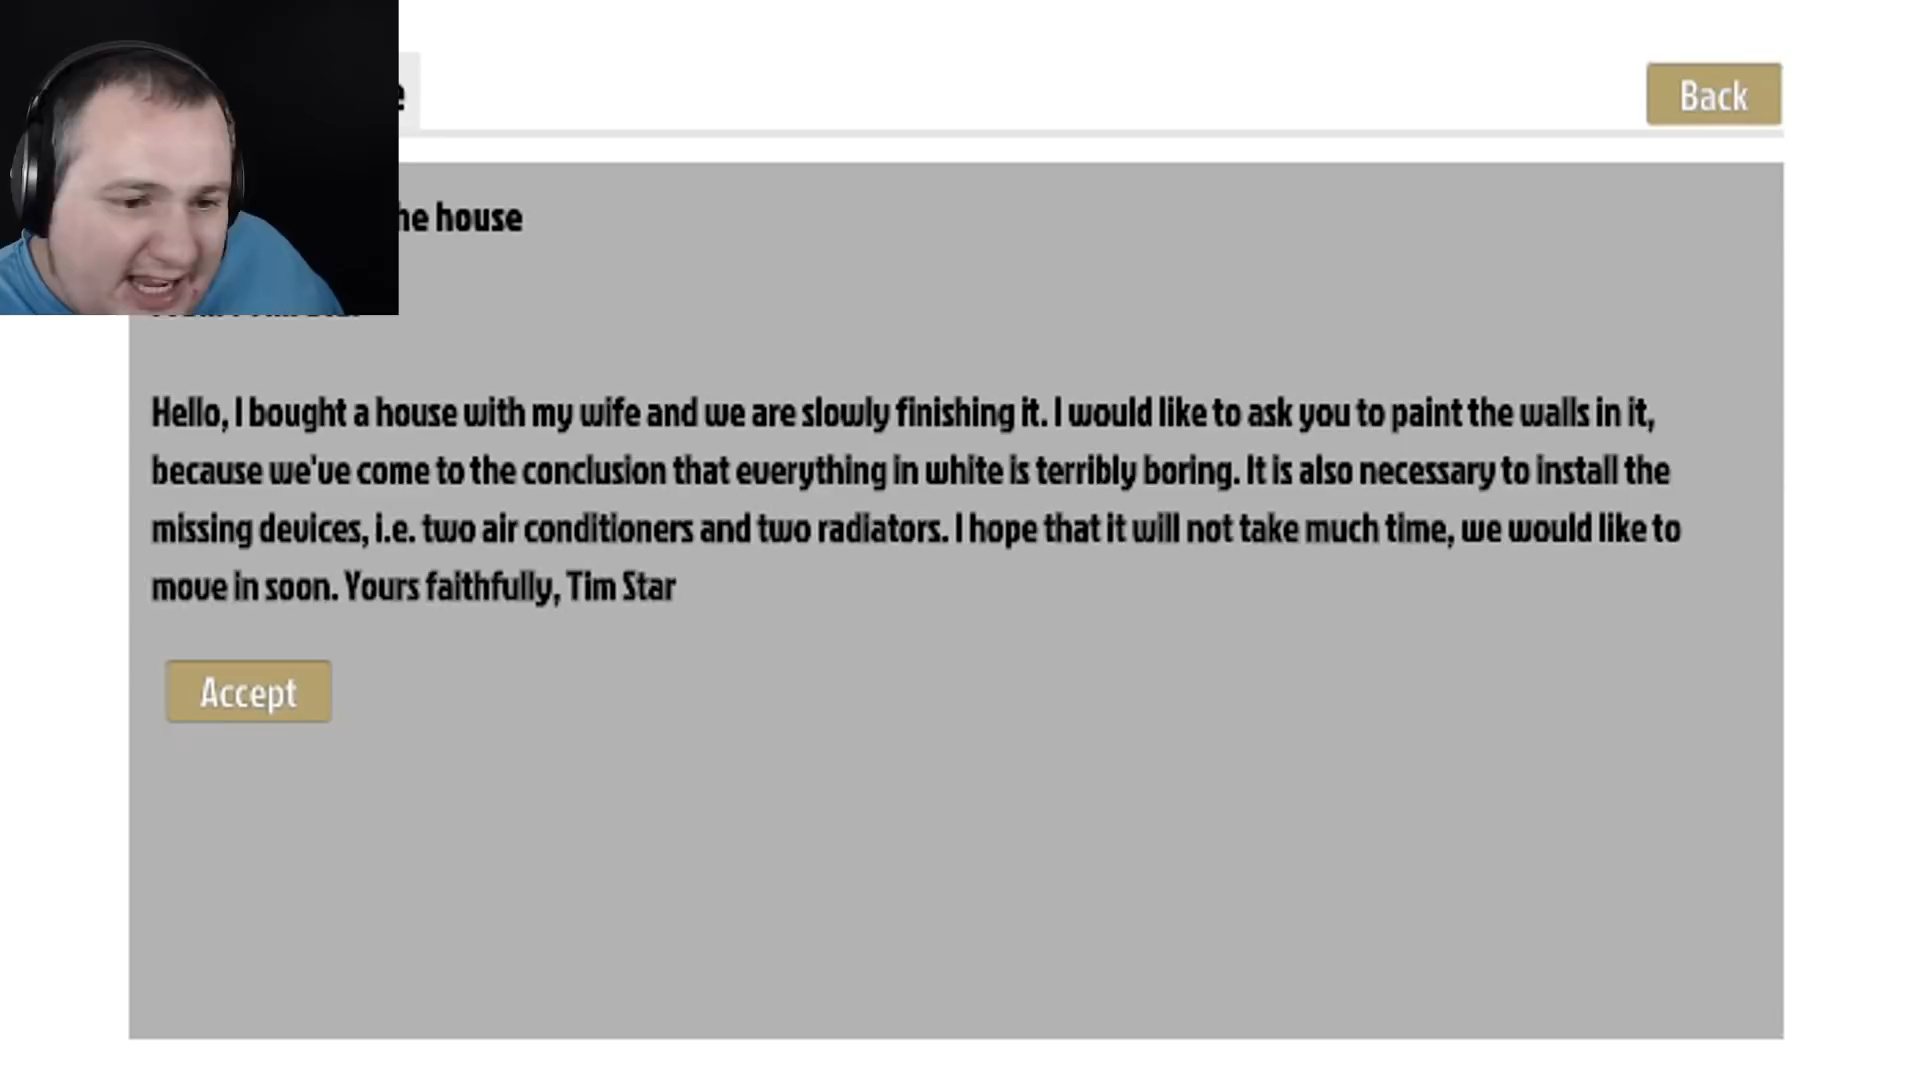 Back
he house
Hello, I bought a house with my wife and we are slowly finishing it. I would like to ask you to paint the walls in it,
because we've come to the conclusion that everything in white is terribly boring. It is also necessary to install the
missing devices, i.e. two air conditioners and two radiators. I hope that it will not take much time, we would like to
move in soon. Yours faithfully, Tim Star
Accept